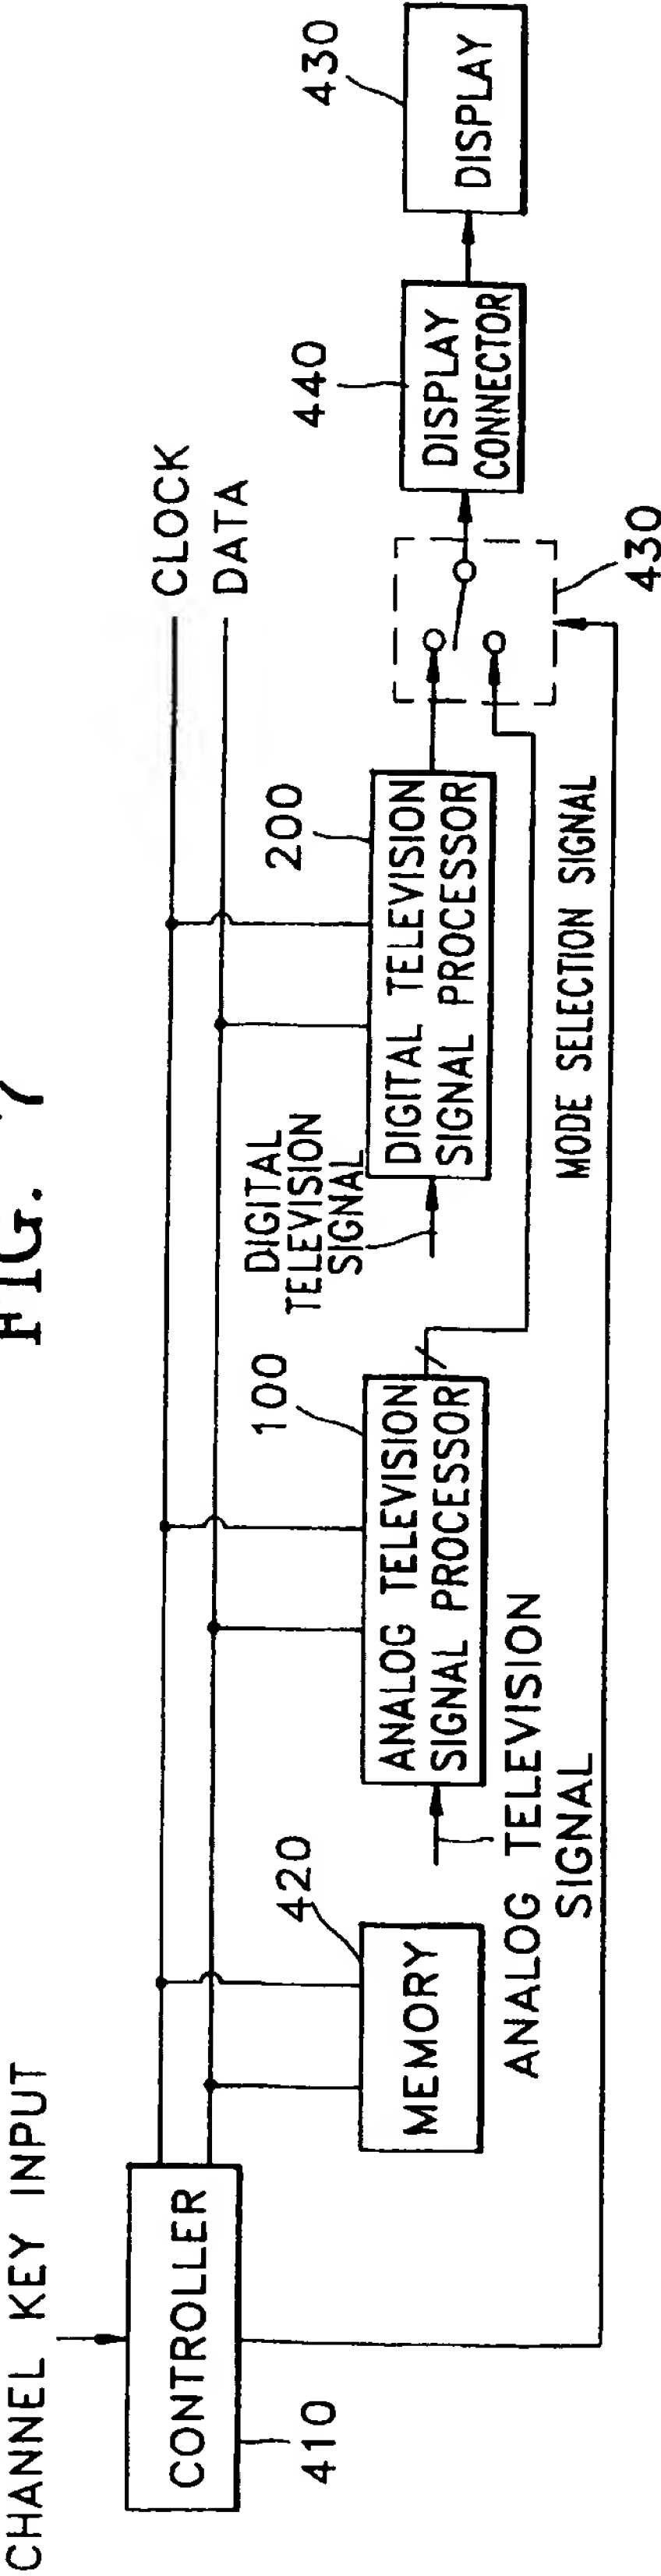 FIG. 7
CHANNEL KEY INPUT
CONTROLLER
410
CLOCK
DATA
MEMORY
420
ANALOG TELEVISION
SIGNAL PROCESSOR
100
ANALOG TELEVISION
SIGNAL
DIGITAL
TELEVISION
SIGNAL
DIGITAL TELEVISION
SIGNAL PROCESSOR
200
MODE SELECTION SIGNAL
430
DISPLAY
CONNECTOR
440
DISPLAY
430